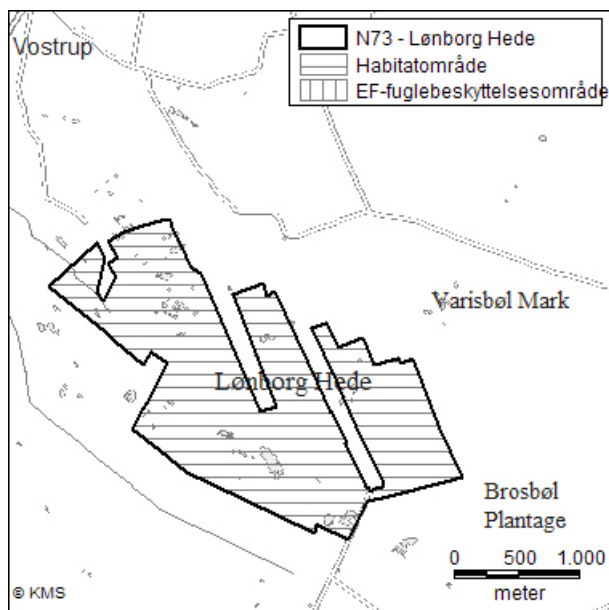 Vostrup
N73 - Lønborg Hede
Habitatområde
EF-fuglebeskyttelsesområde
Varisbøl Mark
Lønborg Hede
Brosbøl
Plantage
0 500 1.000
meter
© KMS